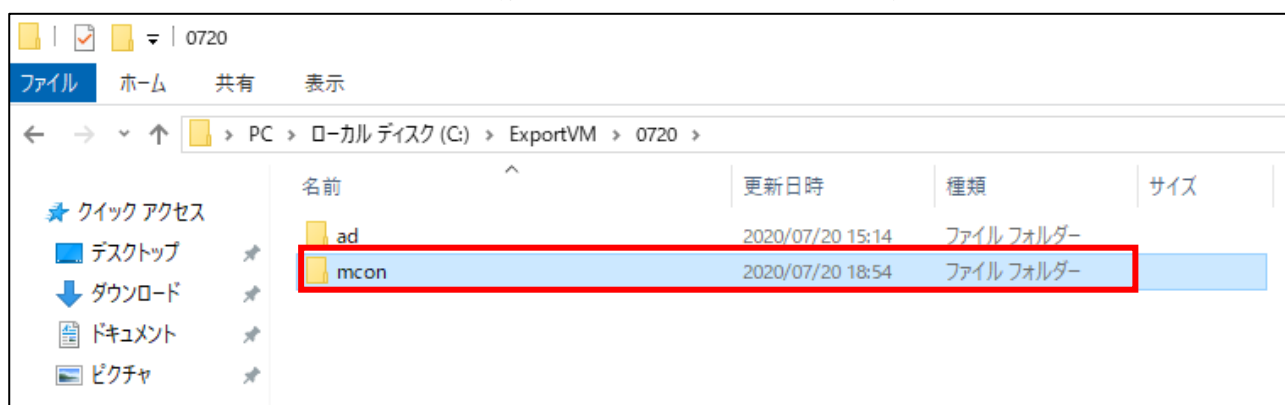 0720
ファイル ホーム 共有 表示
PC > ローカル ディスク (C:) > ExportVM > 0720 >
名前 更新日時 種類 サイズ
クイック アクセス
ad 2020/07/20 15:14 ファイル フォルダー
デスクトップ
mcon 2020/07/20 18:54 ファイル フォルダー
ダウンロード
ドキュメント
ピクチャ